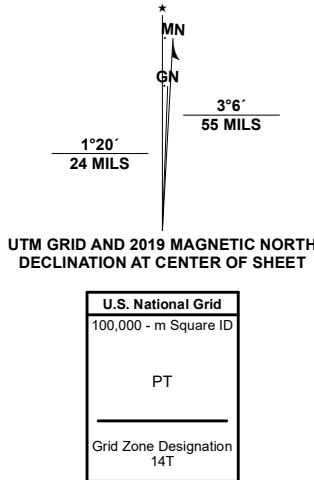 ★
MN
GN
3°6´
55 MILS
1°20´
24 MILS
UTM GRID AND 2019 MAGNETIC NORTH
DECLINATION AT CENTER OF SHEET
U.S. National Grid
100,000 - m Square ID
PT
Grid Zone Designation
14T